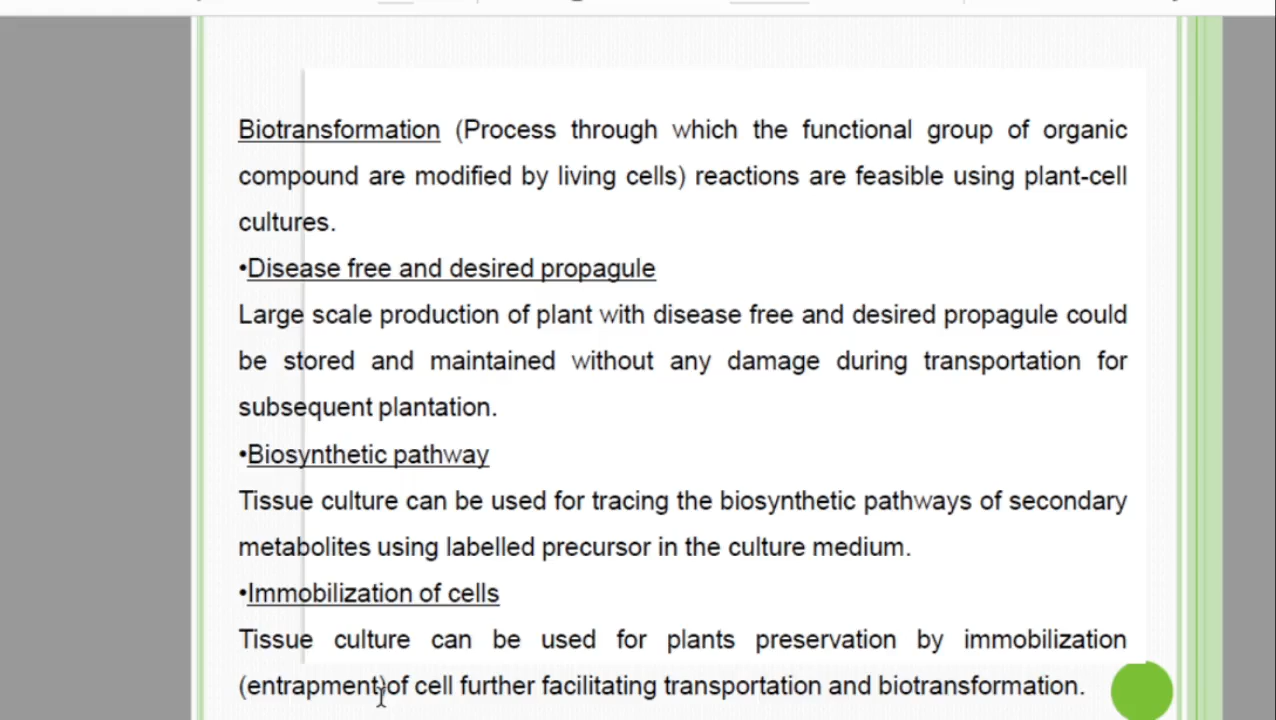 Biotransformation (Process through which the functional group of organic
compound are modified by living cells) reactions are feasible using plant-cell
cultures.
•Disease free and desired propagule
Large scale production of plant with disease free and desired propagule could
be stored and maintained without any damage during transportation for
subsequent plantation.
•Biosynthetic pathway
Tissue culture can be used for tracing the biosynthetic pathways of secondary
metabolites using labelled precursor in the culture medium.
•Immobilization of cells
Tissue culture can be used for plants preservation by immobilization
(entrapment)of cell further facilitating transportation and biotransformation.